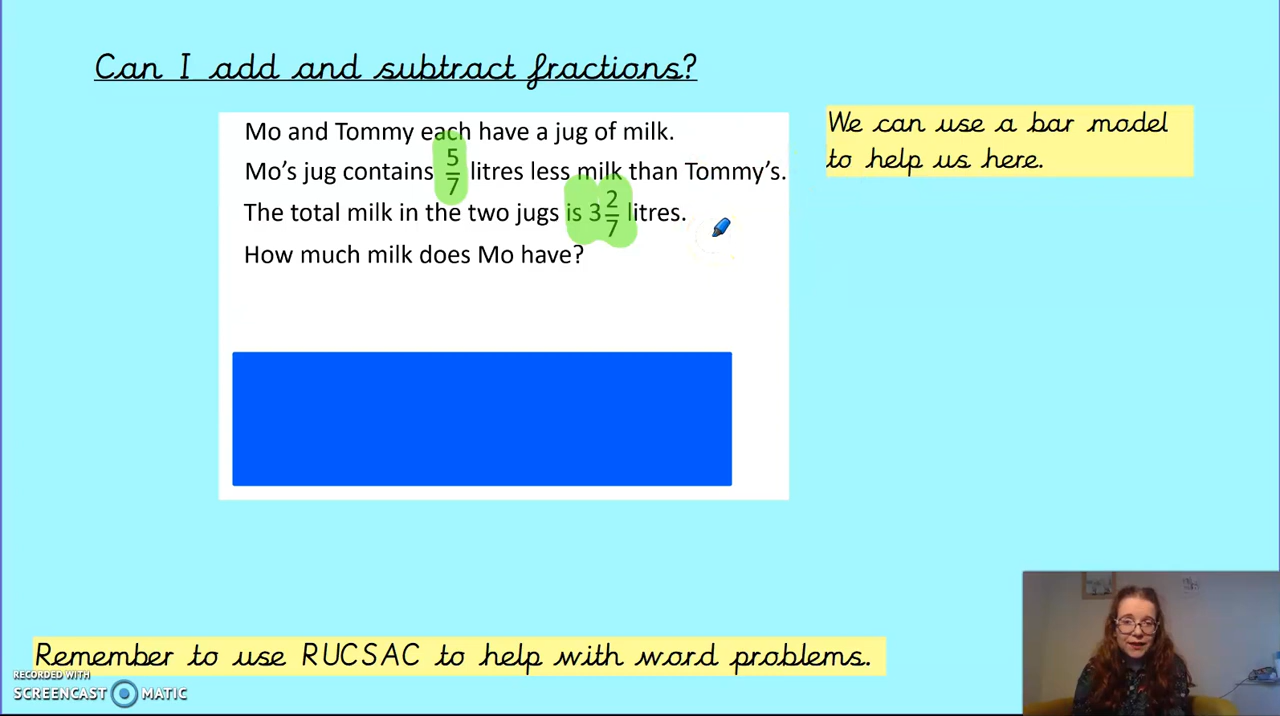 Can I add and subtract fractions?
Mo and Tommy each have a jug of milk.
Mo's jug contains 5/7 litres less milk than Tommy's.
The total milk in the two jugs is 3 2/7 litres.
How much milk does Mo have?
We can use a bar model
to help us here.
Remember to use RUCSAC to help with word problems.
RECORDED WITH
SCREENCAST MATIC